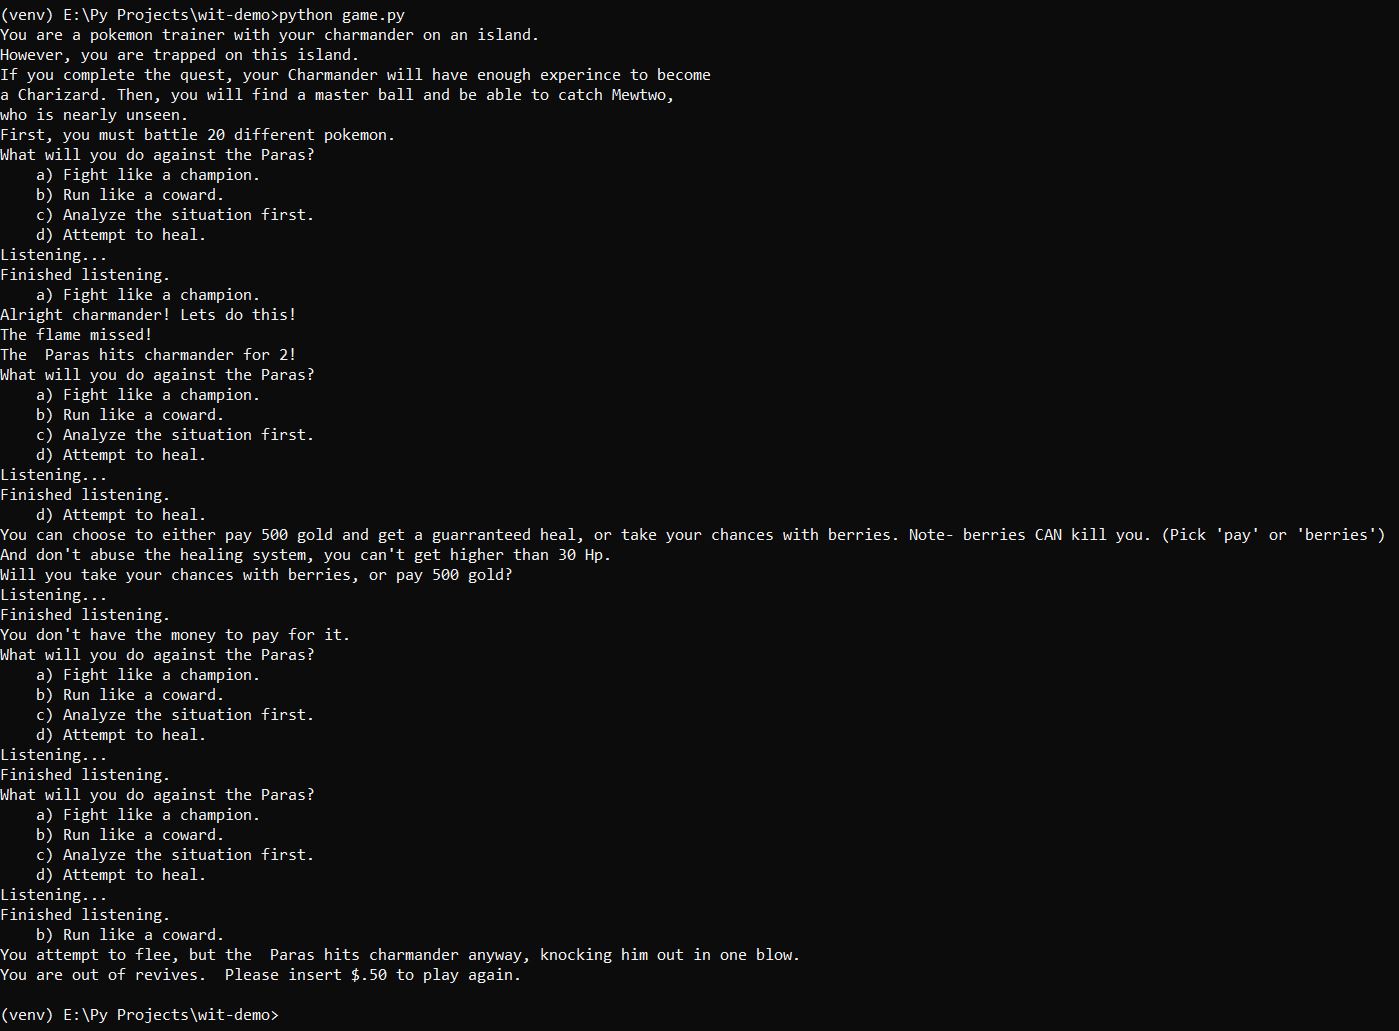 (venv) E:\Py Projects\wit-demo>python game.py
You are a pokemon trainer with your charmander on an island.
However, you are trapped on this island.
If you complete the quest, your Charmander will have enough experince to become
a Charizard. Then, you will find a master ball and be able to catch Mewtwo,
who is nearly unseen.
First, you must battle 20 different pokemon.
What will you do against the Paras?
    a) Fight like a champion.
    b) Run like a coward.
    c) Analyze the situation first.
    d) Attempt to heal.
Listening...
Finished listening.
    a) Fight like a champion.
Alright charmander! Lets do this!
The flame missed!
The  Paras hits charmander for 2!
What will you do against the Paras?
    a) Fight like a champion.
    b) Run like a coward.
    c) Analyze the situation first.
    d) Attempt to heal.
Listening...
Finished listening.
    d) Attempt to heal.
You can choose to either pay 500 gold and get a guarranteed heal, or take your chances with berries. Note- berries CAN kill you. (Pick 'pay' or 'berries')
And don't abuse the healing system, you can't get higher than 30 Hp.
Will you take your chances with berries, or pay 500 gold?
Listening...
Finished listening.
You don't have the money to pay for it.
What will you do against the Paras?
    a) Fight like a champion.
    b) Run like a coward.
    c) Analyze the situation first.
    d) Attempt to heal.
Listening...
Finished listening.
What will you do against the Paras?
    a) Fight like a champion.
    b) Run like a coward.
    c) Analyze the situation first.
    d) Attempt to heal.
Listening...
Finished listening.
    b) Run like a coward.
You attempt to flee, but the  Paras hits charmander anyway, knocking him out in one blow.
You are out of revives.  Please insert $.50 to play again.
(venv) E:\Py Projects\wit-demo>